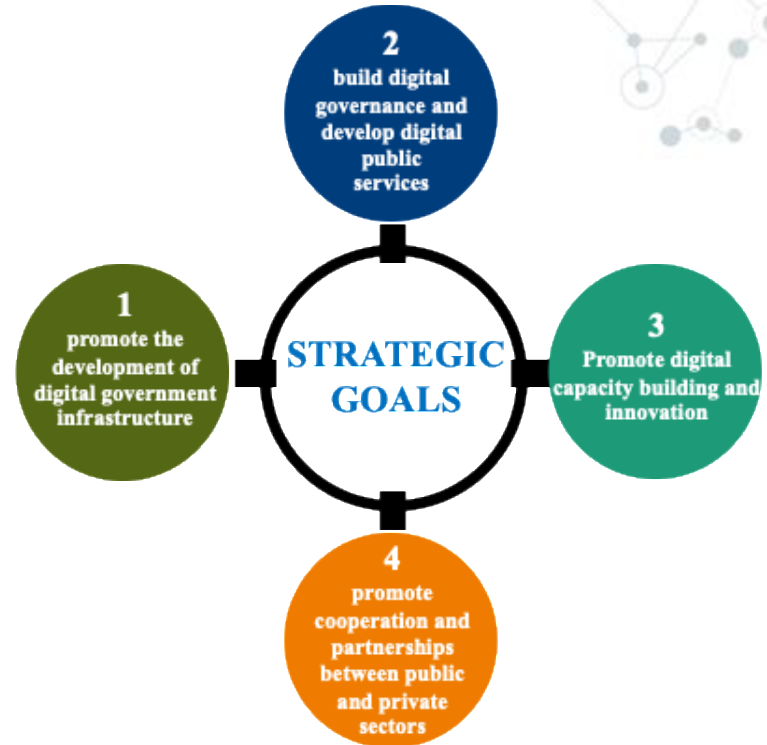 2
build digital
governance and
develop digital
public
services
1
promote the
development of
digital government
infrastructure
STRATEGIC
GOALS
3
Promote digital
capacity building and
innovation
4
promote
cooperation and
partnerships
between public
and private
sectors